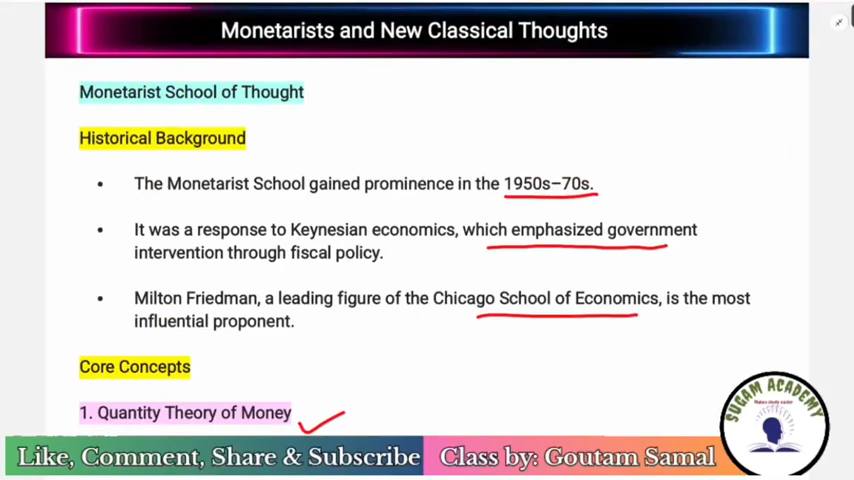 Monetarists and New Classical Thoughts
Monetarist School of Thought
Historical Background
• The Monetarist School gained prominence in the 1950s–70s.
• It was a response to Keynesian economics, which emphasized government
intervention through fiscal policy.
• Milton Friedman, a leading figure of the Chicago School of Economics, is the most
influential proponent.
Core Concepts
1. Quantity Theory of Money
SUGAM ACADEMY
Makes study easier
Like, Comment, Share & Subscribe
Class by: Goutam Samal